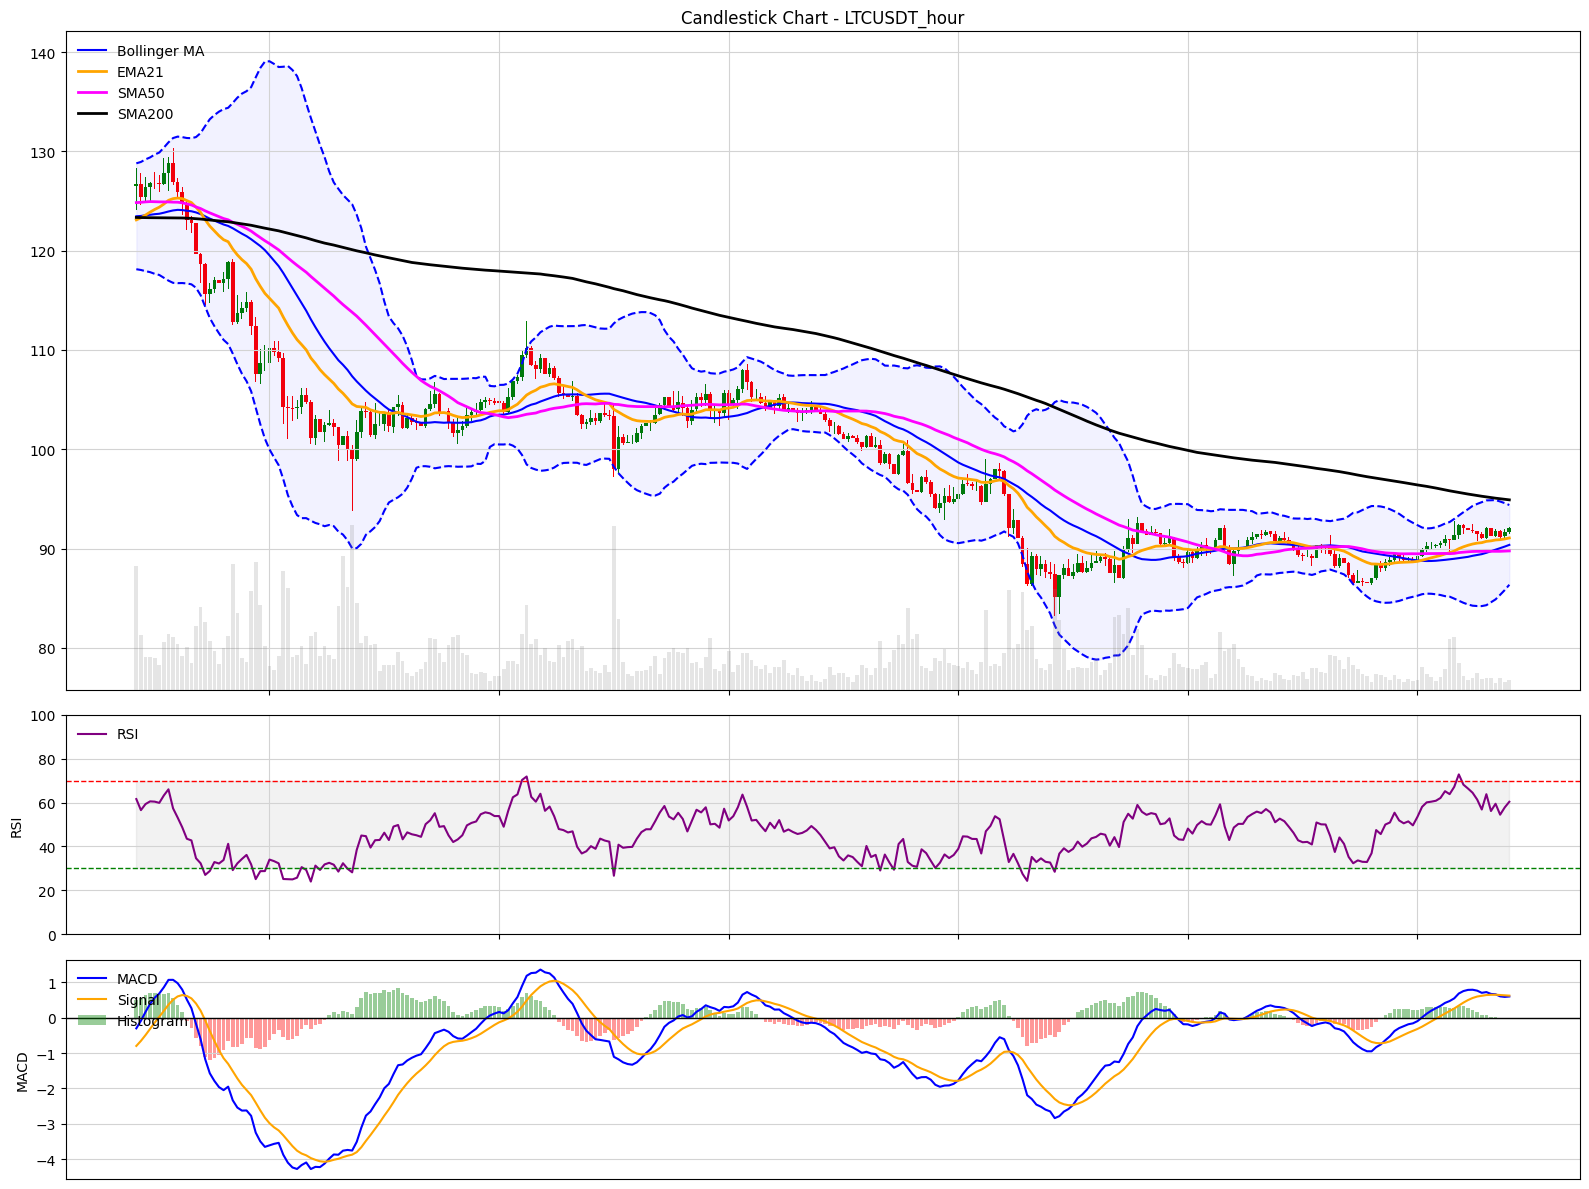 Candlestick Chart - LTCUSDT_hour
140
130
120
110
100
90
80
Bollinger MA
EMA21
SMA50
SMA200
100
80
60
40
20
0
RSI
RSI
1
0
−1
−2
−3
−4
MACD
MACD
Signal
Histogram